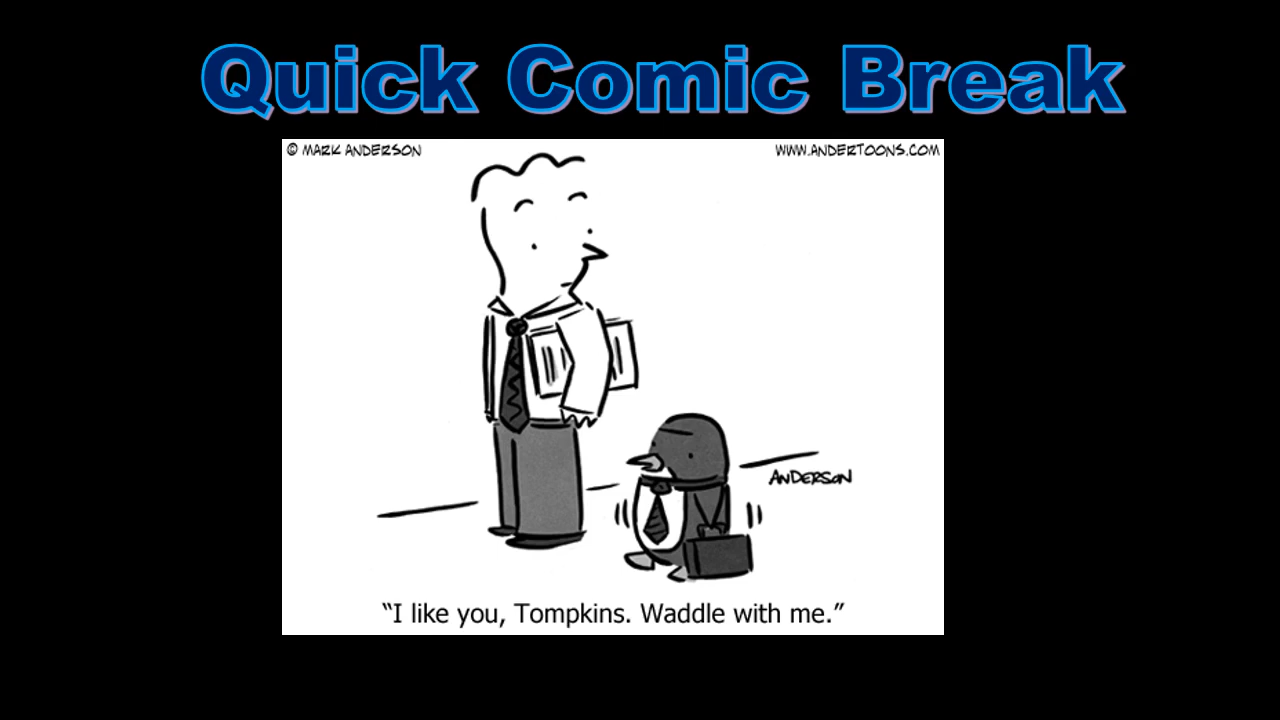 Quick Comic Break
© MARK ANDERSON WWW.ANDERTOONS.COM
ANDERSON
“I like you, Tompkins. Waddle with me.”